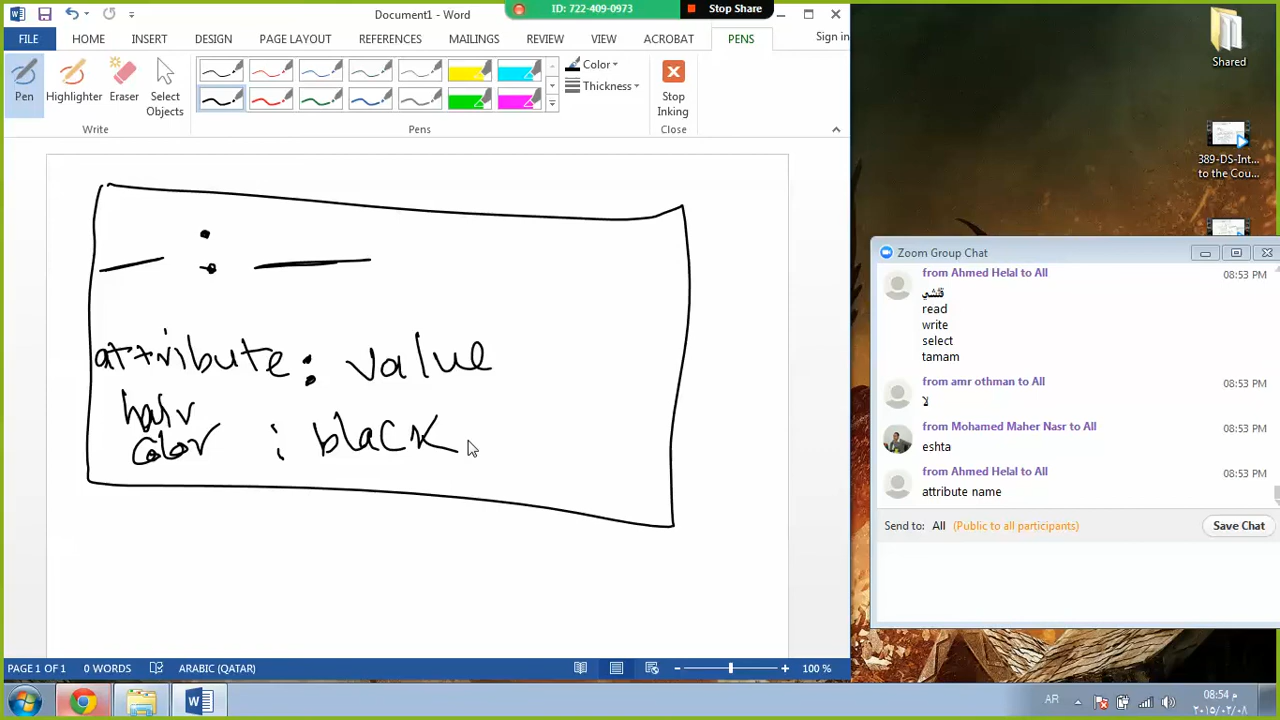 Document1 - Word
ID: 722-409-0973
Stop Share
FILE HOME INSERT DESIGN PAGE LAYOUT REFERENCES MAILINGS REVIEW VIEW ACROBAT PENS Sign in
Pen
Highlighter
Eraser
Select
Objects
Color
Thickness
Stop
Inking
Write
Pens
Close
attribute : value
hair
color : black
PAGE 1 OF 1 0 WORDS ARABIC (QATAR) 100 %
Shared
389-DS-Int...
to the Cou...
Zoom Group Chat
from Ahmed Helal to All 08:53 PM
read
write
select
tamam
from amr othman to All 08:53 PM
لا
from Mohamed Maher Nasr to All 08:53 PM
eshta
from Ahmed Helal to All 08:53 PM
attribute name
Send to: All (Public to all participants) Save Chat
AR
08:54 م
٢٠١٥/٠٢/٠٨